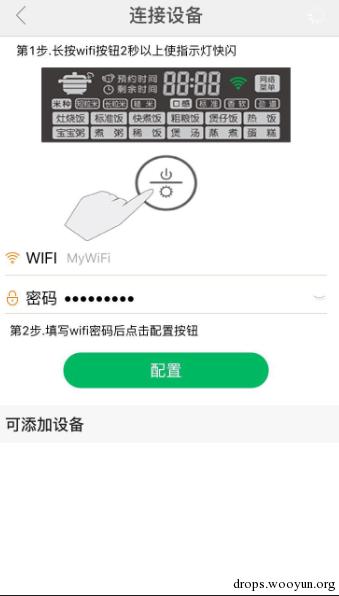 连接设备
第1步.长按wifi按钮2秒以上使指示灯快闪
预约时间
剩余时间
88:88
网络菜单
米种 短粒米 长粒米 糙米 口感 标准 香软 劲道
灶烧饭 标准饭 快煮饭 粗粮饭 煲仔饭 热饭
宝宝粥 煮粥 稀饭 煲汤 蒸煮 蛋糕
WIFI MyWiFi
密码 ●●●●●●●●●
第2步.填写wifi密码后点击配置按钮
配置
可添加设备
drops.wooyun.org